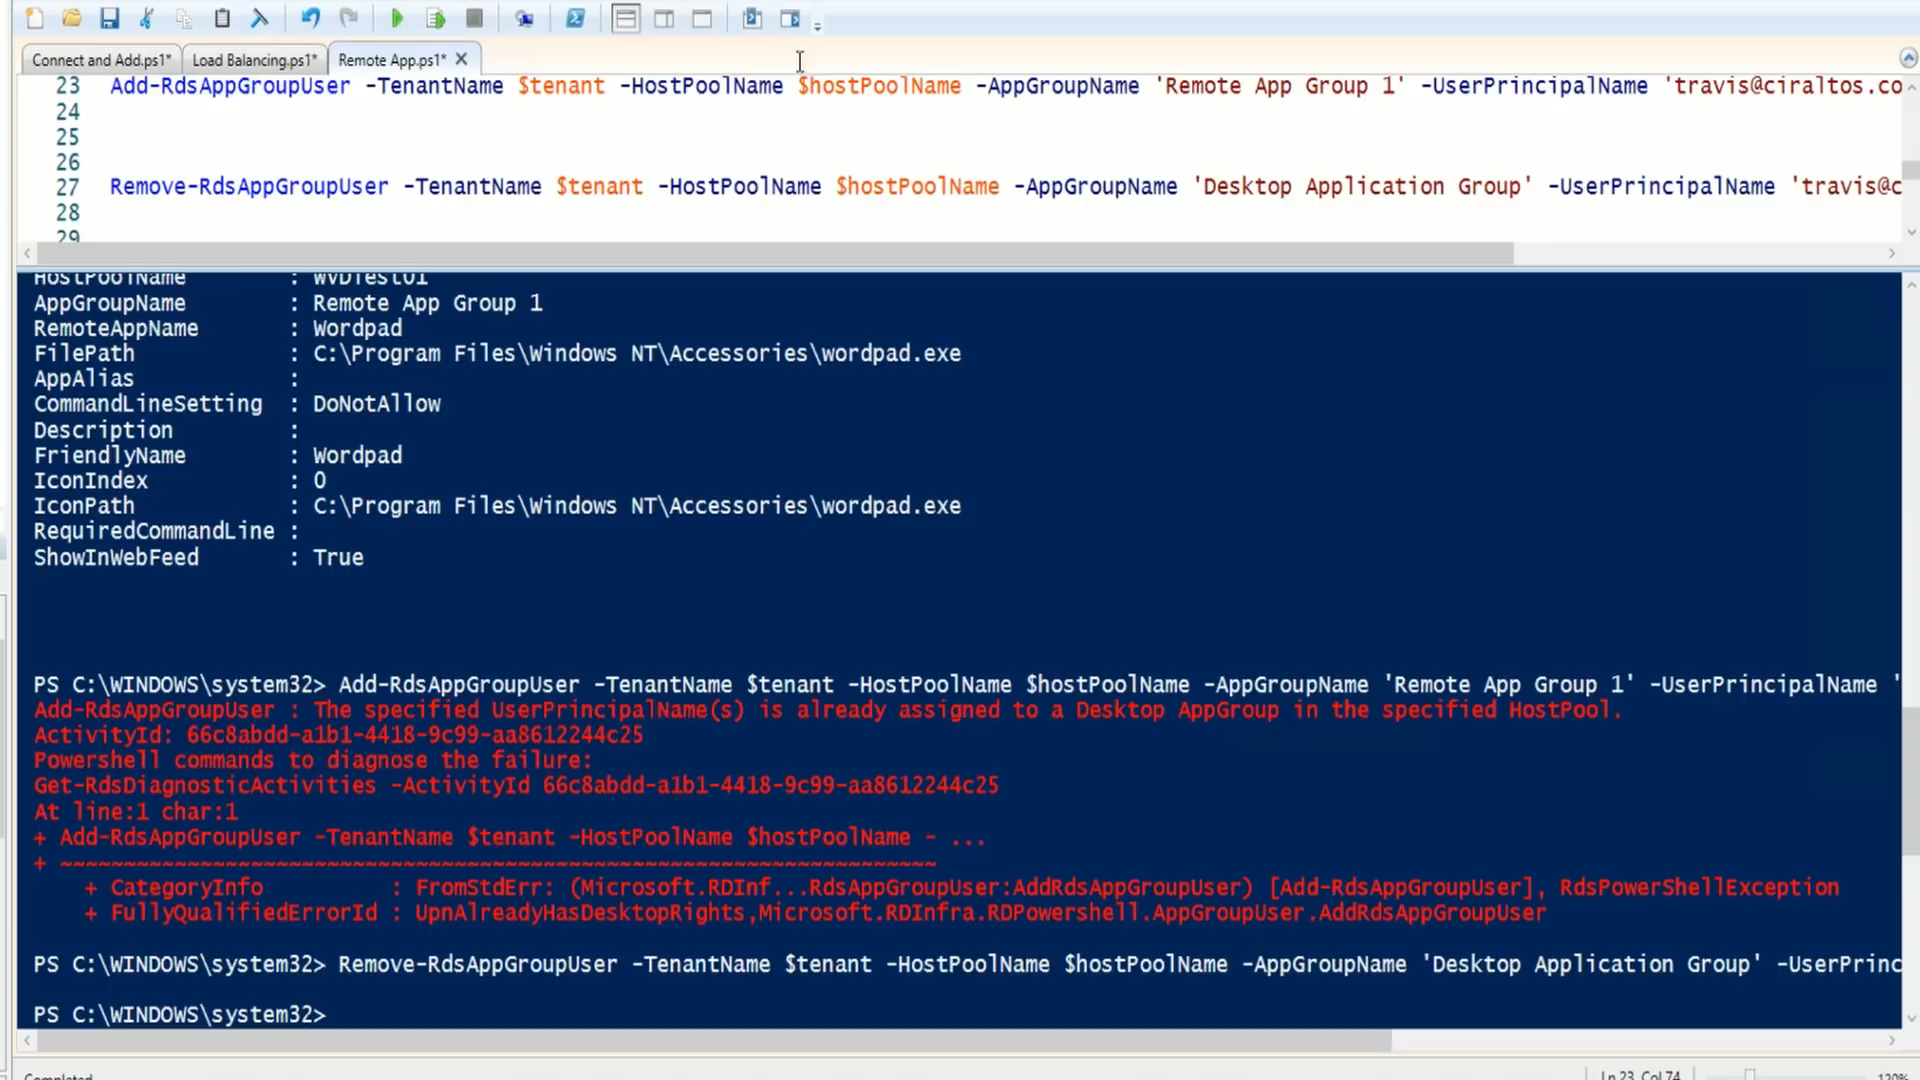 Connect and Add.ps1* Load Balancing.ps1* Remote App.ps1*
23 Add-RdsAppGroupUser -TenantName $tenant -HostPoolName $hostPoolName -AppGroupName 'Remote App Group 1' -UserPrincipalName 'travis@ciraltos.co
24
25
26
27 Remove-RdsAppGroupUser -TenantName $tenant -HostPoolName $hostPoolName -AppGroupName 'Desktop Application Group' -UserPrincipalName 'travis@c
28
29
HostPoolName : WVDTest01
AppGroupName : Remote App Group 1
RemoteAppName : Wordpad
FilePath : C:\Program Files\Windows NT\Accessories\wordpad.exe
AppAlias :
CommandLineSetting : DoNotAllow
Description :
FriendlyName : Wordpad
IconIndex : 0
IconPath : C:\Program Files\Windows NT\Accessories\wordpad.exe
RequiredCommandLine :
ShowInWebFeed : True
PS C:\WINDOWS\system32> Add-RdsAppGroupUser -TenantName $tenant -HostPoolName $hostPoolName -AppGroupName 'Remote App Group 1' -UserPrincipalName '
Add-RdsAppGroupUser : The specified UserPrincipalName(s) is already assigned to a Desktop AppGroup in the specified HostPool.
ActivityId: 66c8abdd-a1b1-4418-9c99-aa8612244c25
Powershell commands to diagnose the failure:
Get-RdsDiagnosticActivities -ActivityId 66c8abdd-a1b1-4418-9c99-aa8612244c25
At line:1 char:1
+ Add-RdsAppGroupUser -TenantName $tenant -HostPoolName $hostPoolName - ...
+ ~~~~~~~~~~~~~~~~~~~~~~~~~~~~~~~~~~~~~~~~~~~~~~~~~~~~~~~~~~~~~~~~~~~~~
+ CategoryInfo : FromStdErr: (Microsoft.RDInf...RdsAppGroupUser:AddRdsAppGroupUser) [Add-RdsAppGroupUser], RdsPowerShellException
+ FullyQualifiedErrorId : UpnAlreadyHasDesktopRights,Microsoft.RDInfra.RDPowershell.AppGroupUser.AddRdsAppGroupUser
PS C:\WINDOWS\system32> Remove-RdsAppGroupUser -TenantName $tenant -HostPoolName $hostPoolName -AppGroupName 'Desktop Application Group' -UserPrinc
PS C:\WINDOWS\system32>
Completed Ln 23 Col 74 120%